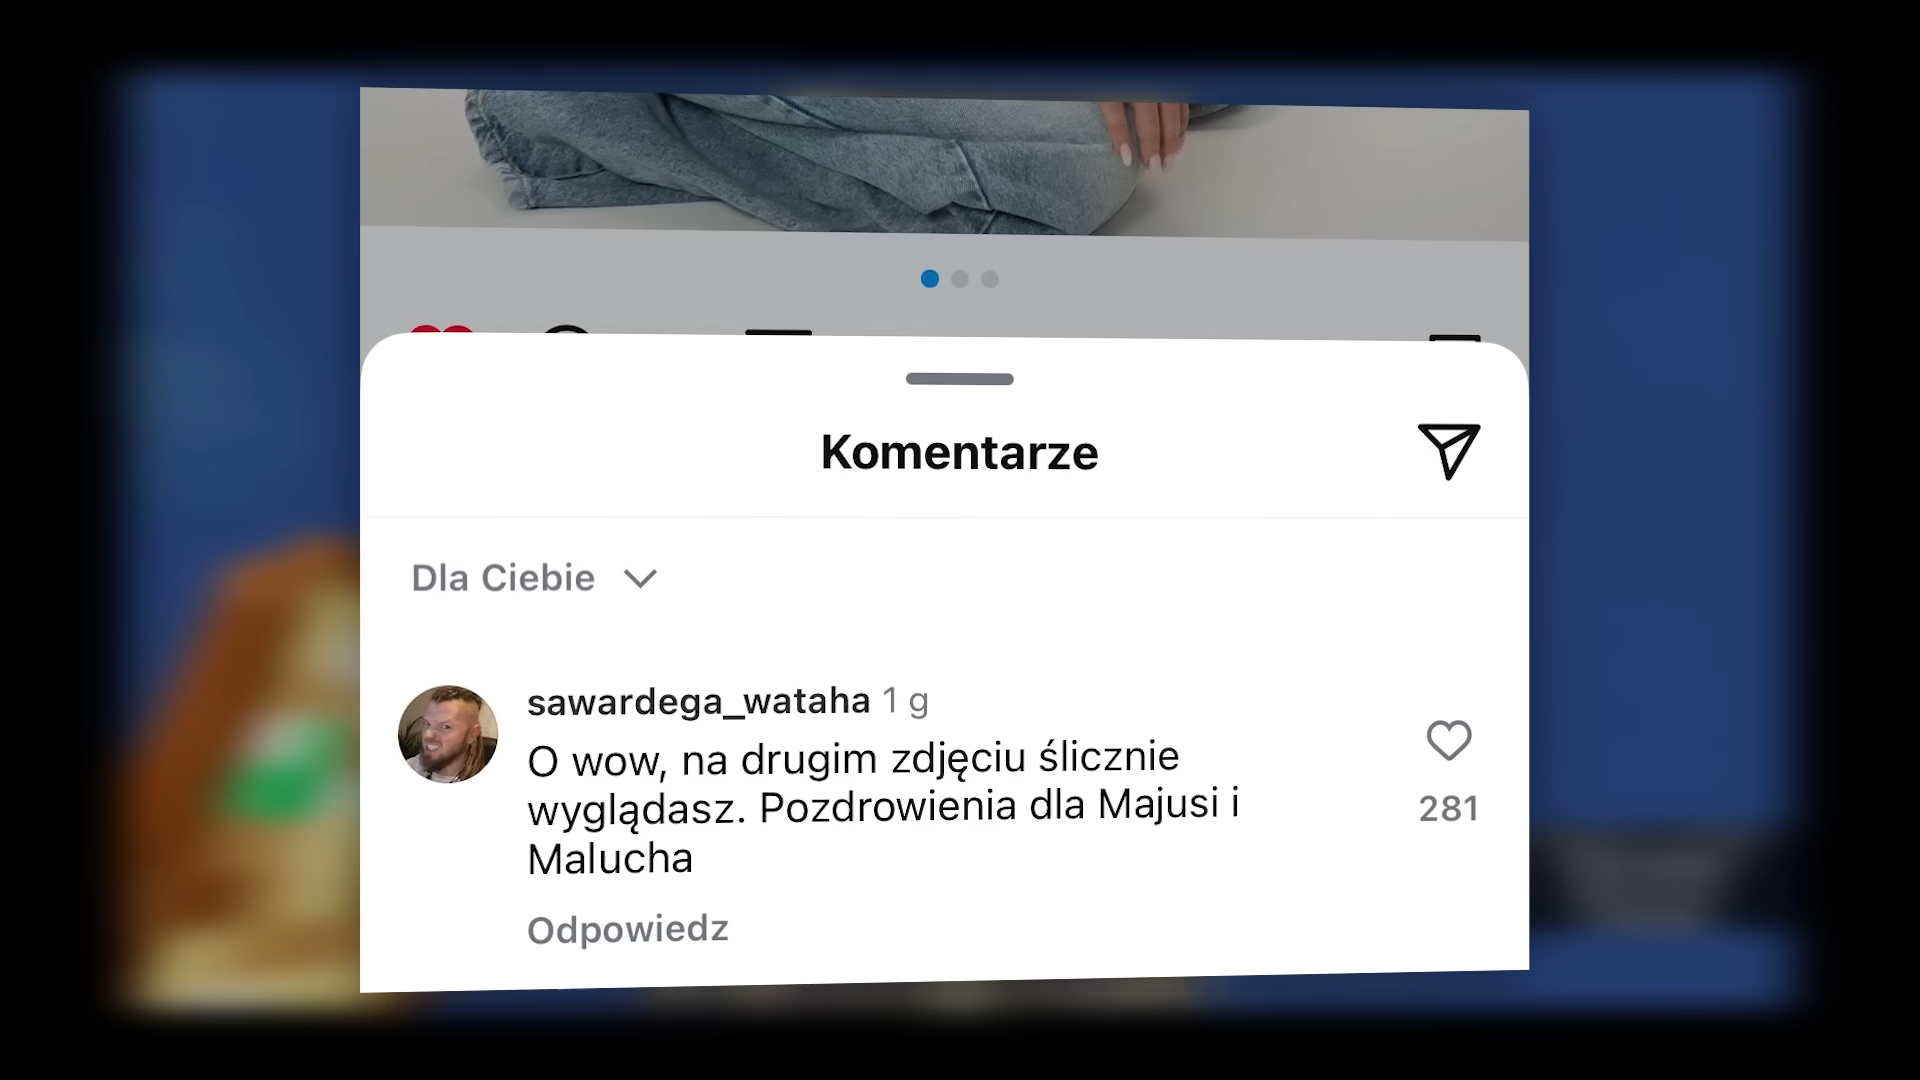 Komentarze
Dla Ciebie
sawardega_wataha 1 g
O wow, na drugim zdjęciu ślicznie
wyglądasz. Pozdrowienia dla Majusi i
Malucha
281
Odpowiedz